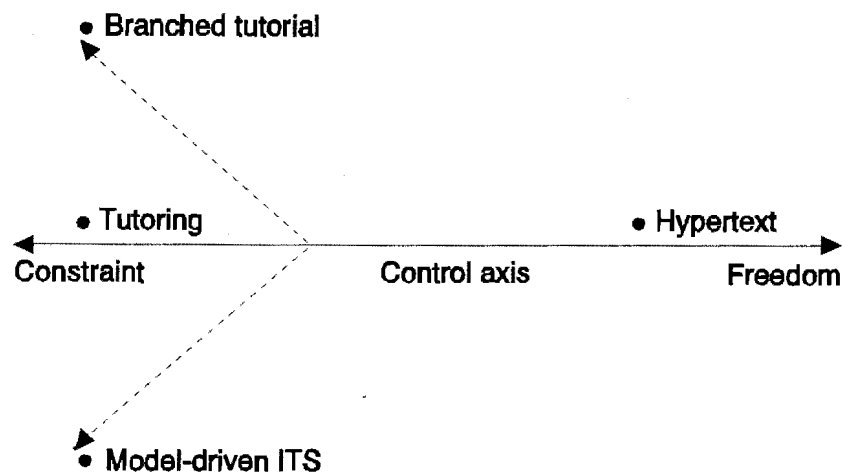 Branched tutorial
Tutoring
Hypertext
Constraint
Control axis
Freedom
Model-driven ITS